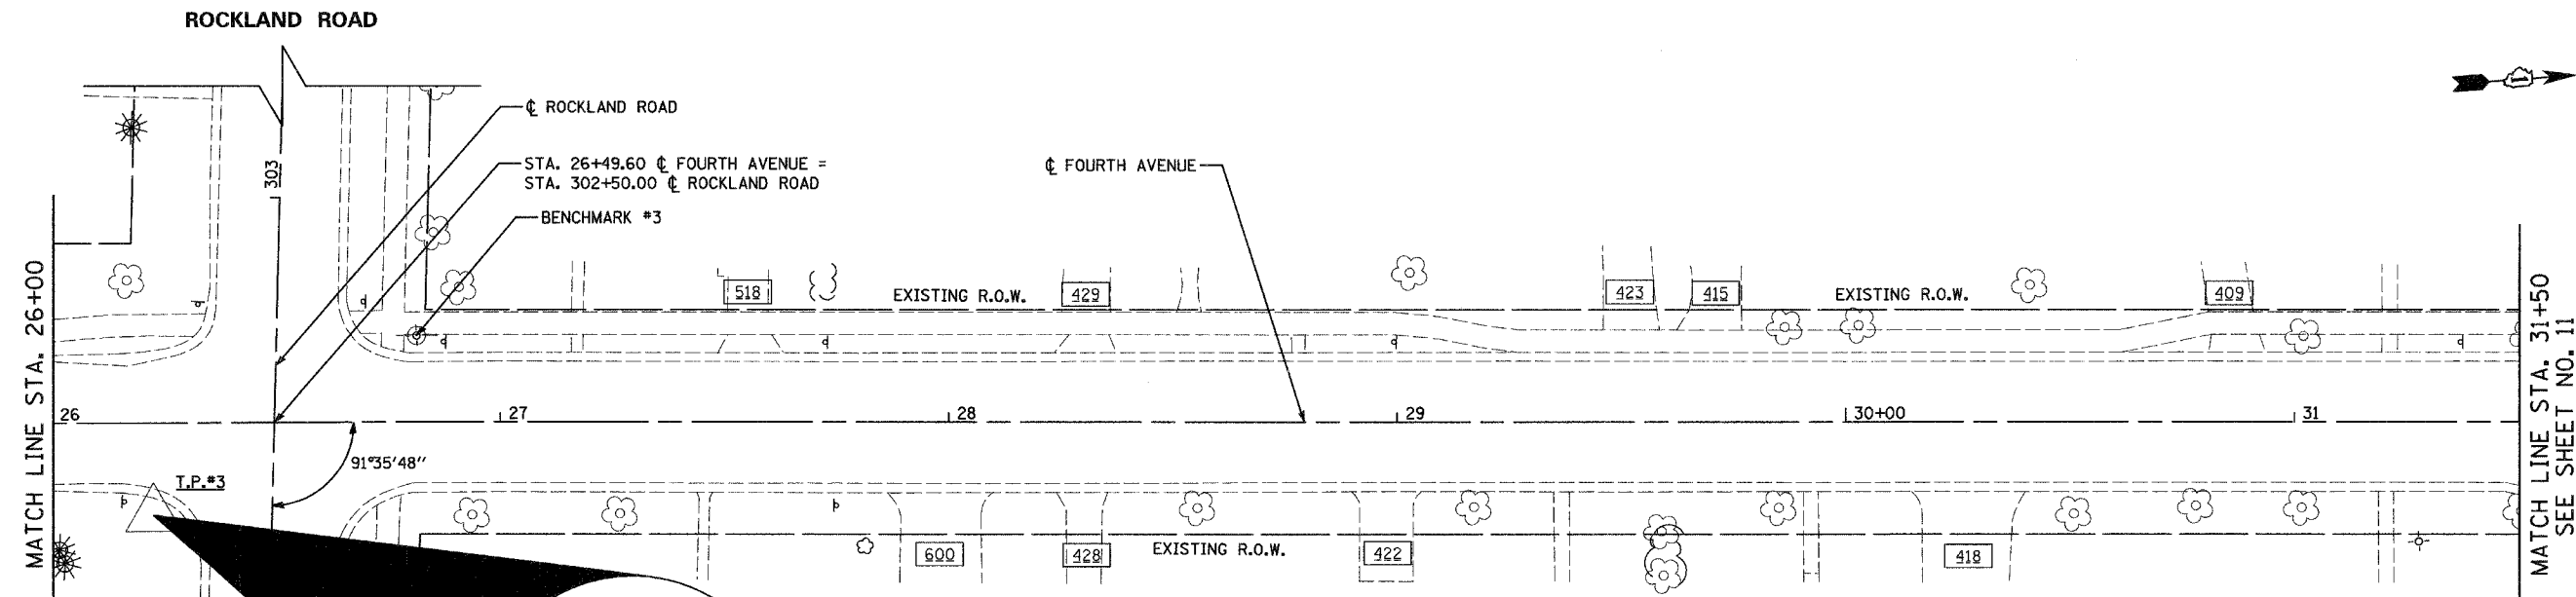 ROCKLAND ROAD
℄ ROCKLAND ROAD
303
STA. 26+49.60 ℄ FOURTH AVENUE =
STA. 302+50.00 ℄ ROCKLAND ROAD
℄ FOURTH AVENUE
BENCHMARK #3
MATCH LINE STA. 26+00
518
EXISTING R.O.W.
429
423
415
EXISTING R.O.W.
409
MATCH LINE STA. 31+50
SEE SHEET NO. 11
26
27
28
29
30+00
31
91°35'48"
T.P.#3
600
428
EXISTING R.O.W.
422
418